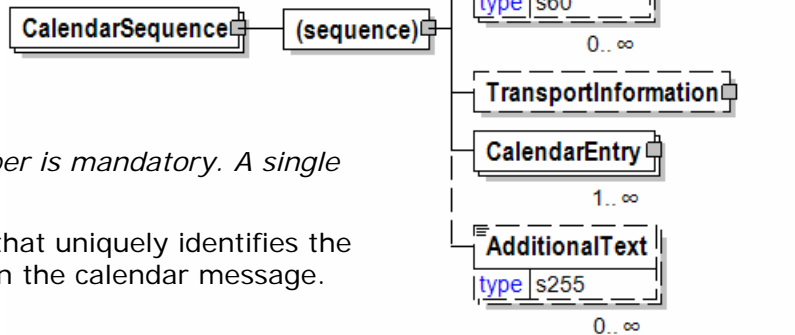 type s60
0.. ∞
CalendarSequence
(sequence)
TransportInformation
CalendarEntry
1.. ∞
AdditionalText
type s255
0.. ∞
per is mandatory. A single
that uniquely identifies the
n the calendar message.